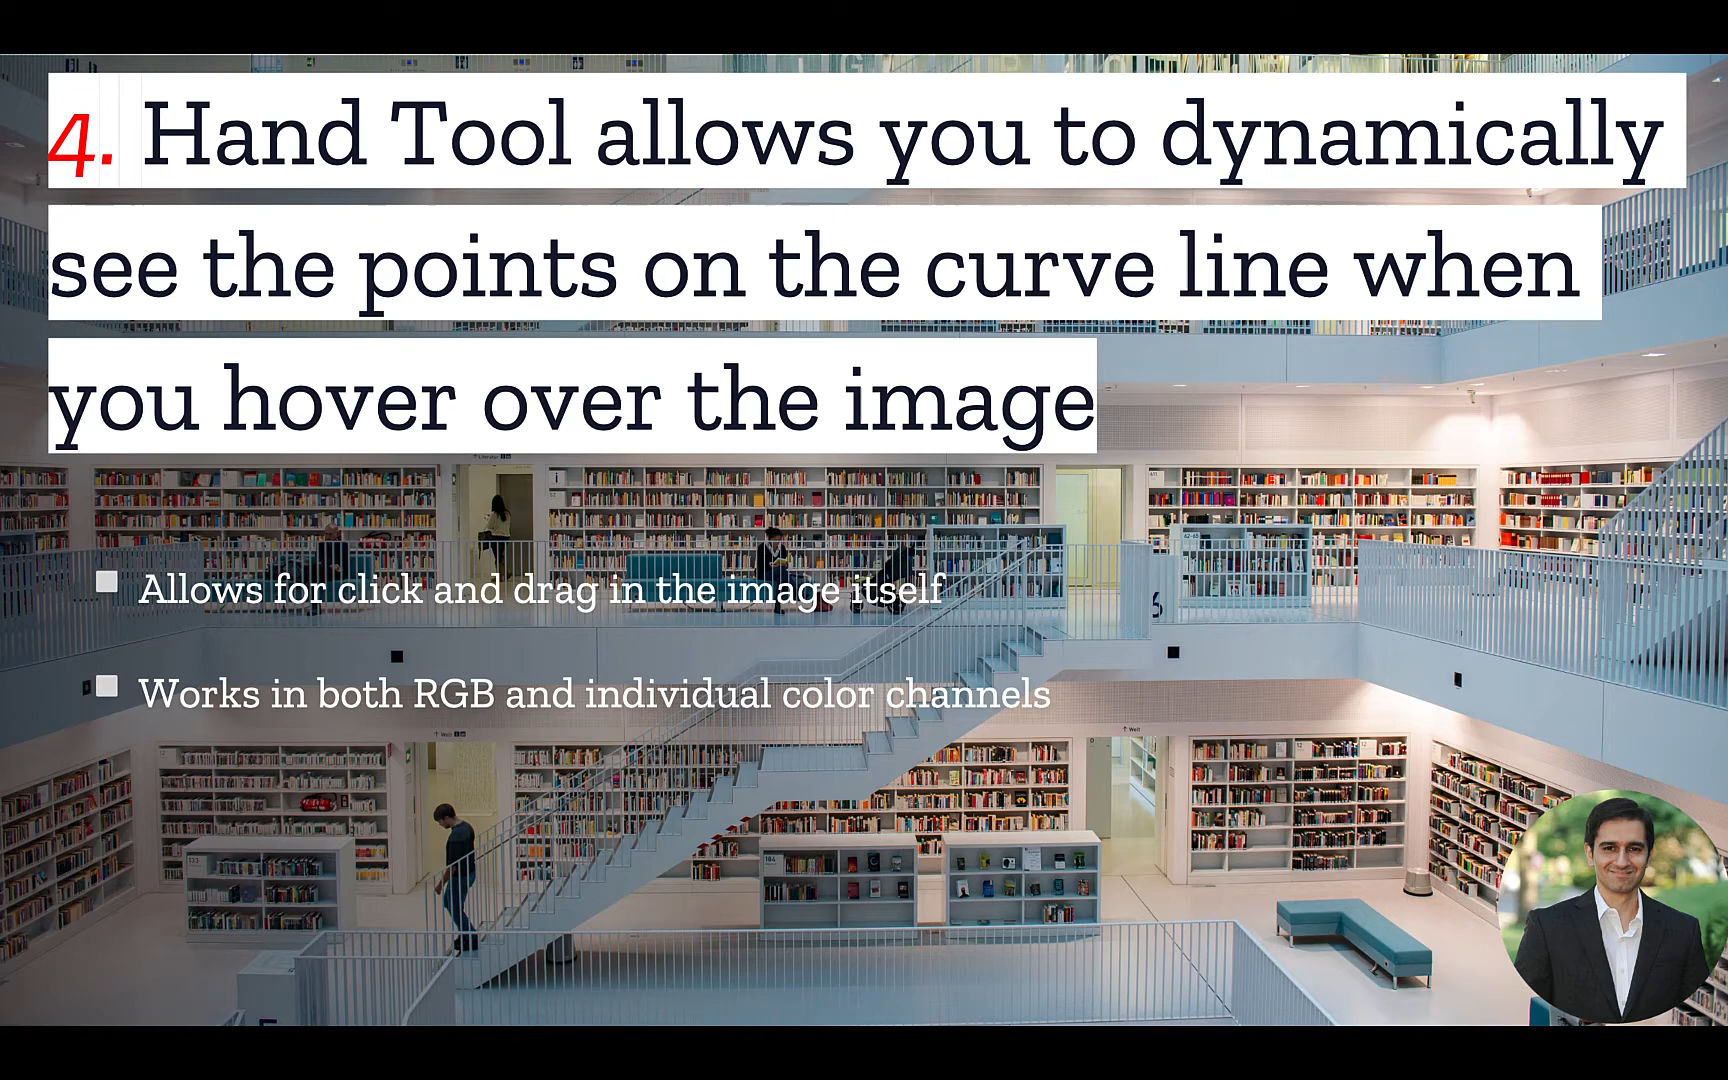 4. Hand Tool allows you to dynamically
see the points on the curve line when
you hover over the image
Allows for click and drag in the image itself
Works in both RGB and individual color channels